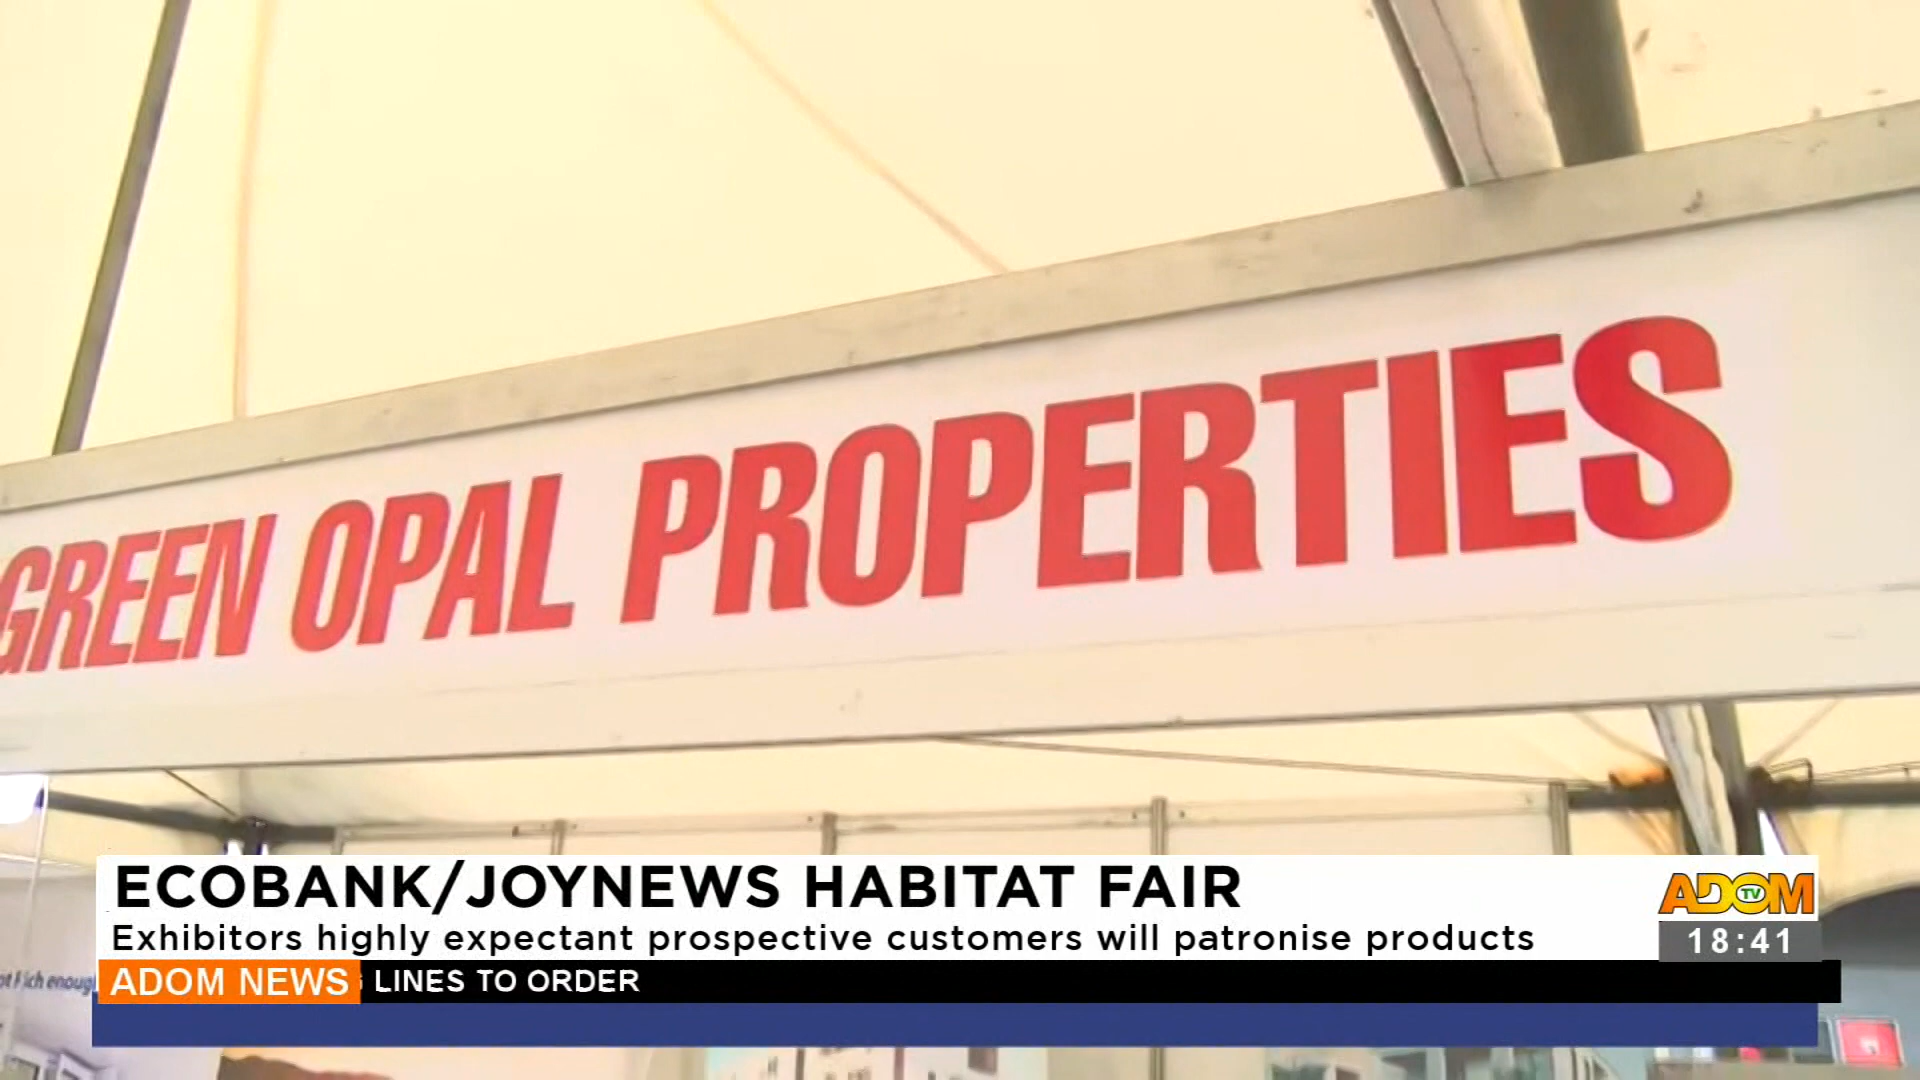 GREEN OPAL PROPERTIES
ECOBANK/JOYNEWS HABITAT FAIR
Exhibitors highly expectant prospective customers will patronise products
ADOM TV
18:41
ADOM NEWS
LINES TO ORDER